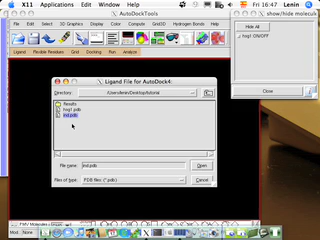 X11 Applications Edit Window Help
Fri 16:47 Lenin
AutoDockTools
File Edit Select 3D Graphics Display Color Compute Grid3D Hydrogen Bonds Help
Ligand Flexible Residues Grid Docking Run Analyze
Ligand File for AutoDock4:
Directory: /Users/lenin/Desktop/tutorial
Results
hsg1.pdb
ind.pdb
File name: ind.pdb
Open
Files of type: PDB files: (*.pdb)
Cancel
show/hide molecule
Hide All
hsg1:ON/OFF
Close
Mod.: None